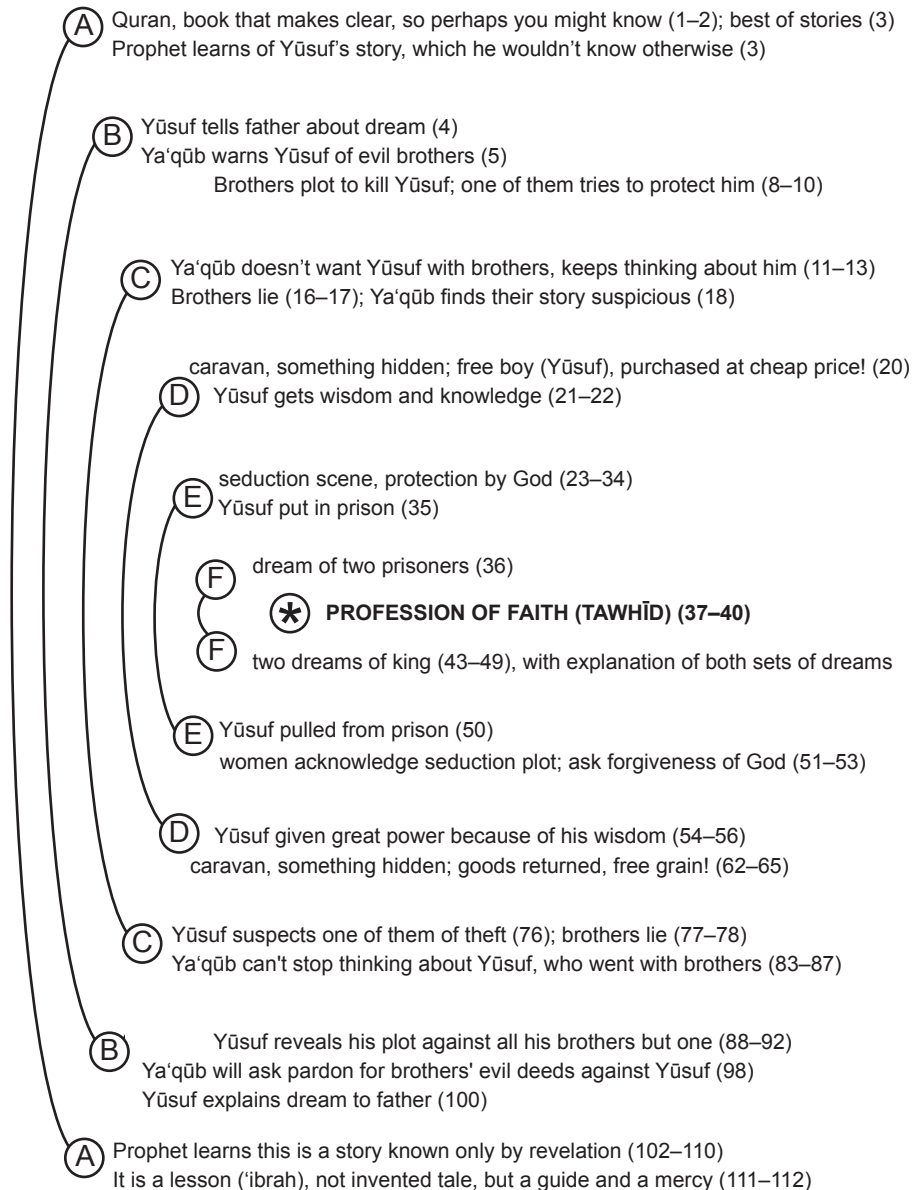 A Quran, book that makes clear, so perhaps you might know (1–2); best of stories (3)
Prophet learns of Yūsuf’s story, which he wouldn’t know otherwise (3)
B Yūsuf tells father about dream (4)
Ya‘qūb warns Yūsuf of evil brothers (5)
Brothers plot to kill Yūsuf; one of them tries to protect him (8–10)
C Ya‘qūb doesn’t want Yūsuf with brothers, keeps thinking about him (11–13)
Brothers lie (16–17); Ya‘qūb finds their story suspicious (18)
caravan, something hidden; free boy (Yūsuf), purchased at cheap price! (20)
D Yūsuf gets wisdom and knowledge (21–22)
E seduction scene, protection by God (23–34)
Yūsuf put in prison (35)
F dream of two prisoners (36)
* PROFESSION OF FAITH (TAWHĪD) (37–40)
F two dreams of king (43–49), with explanation of both sets of dreams
E Yūsuf pulled from prison (50)
women acknowledge seduction plot; ask forgiveness of God (51–53)
D Yūsuf given great power because of his wisdom (54–56)
caravan, something hidden; goods returned, free grain! (62–65)
C Yūsuf suspects one of them of theft (76); brothers lie (77–78)
Ya‘qūb can't stop thinking about Yūsuf, who went with brothers (83–87)
B Yūsuf reveals his plot against all his brothers but one (88–92)
Ya‘qūb will ask pardon for brothers' evil deeds against Yūsuf (98)
Yūsuf explains dream to father (100)
A Prophet learns this is a story known only by revelation (102–110)
It is a lesson (‘ibrah), not invented tale, but a guide and a mercy (111–112)